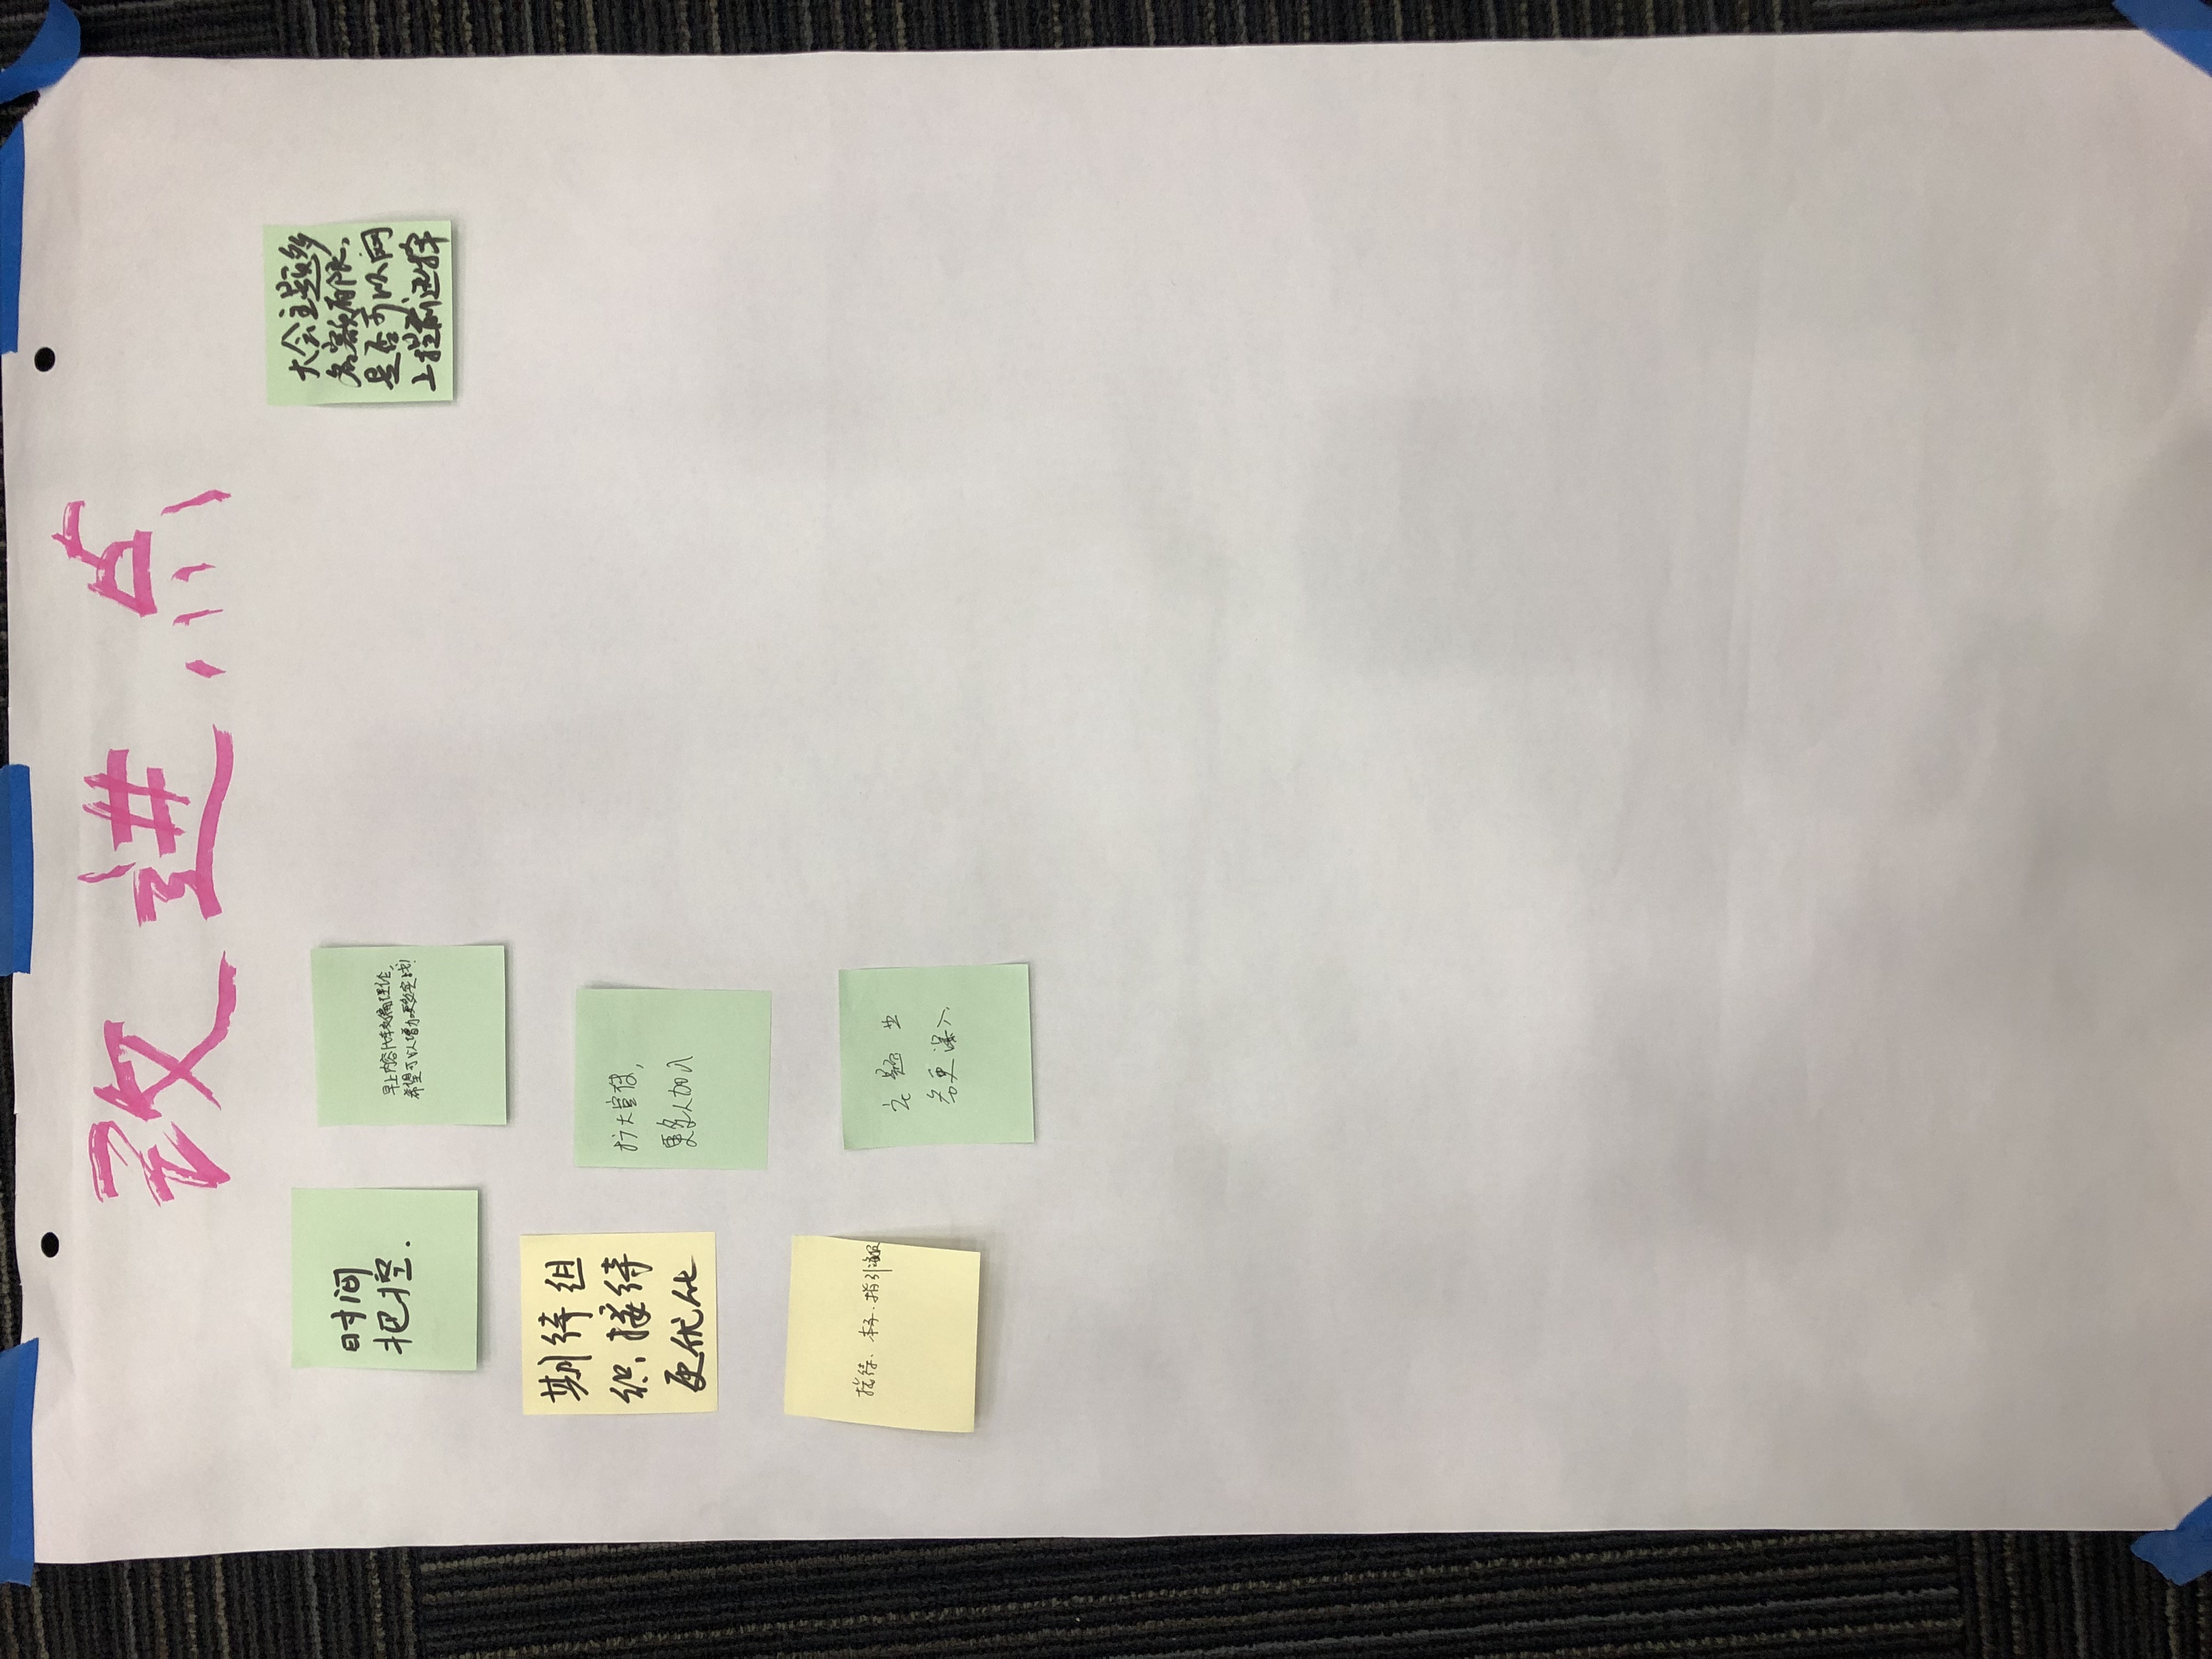 改进点
时间
把控.
早上内容比较偏理论,
希望可以增加更多实战!
大会主题多
名额有限,
是否可以网
上提前选择
期待组
织,接待
更优化
扩大宣传,
更多人加入
接待、本子、指引海报
主题
多更深入